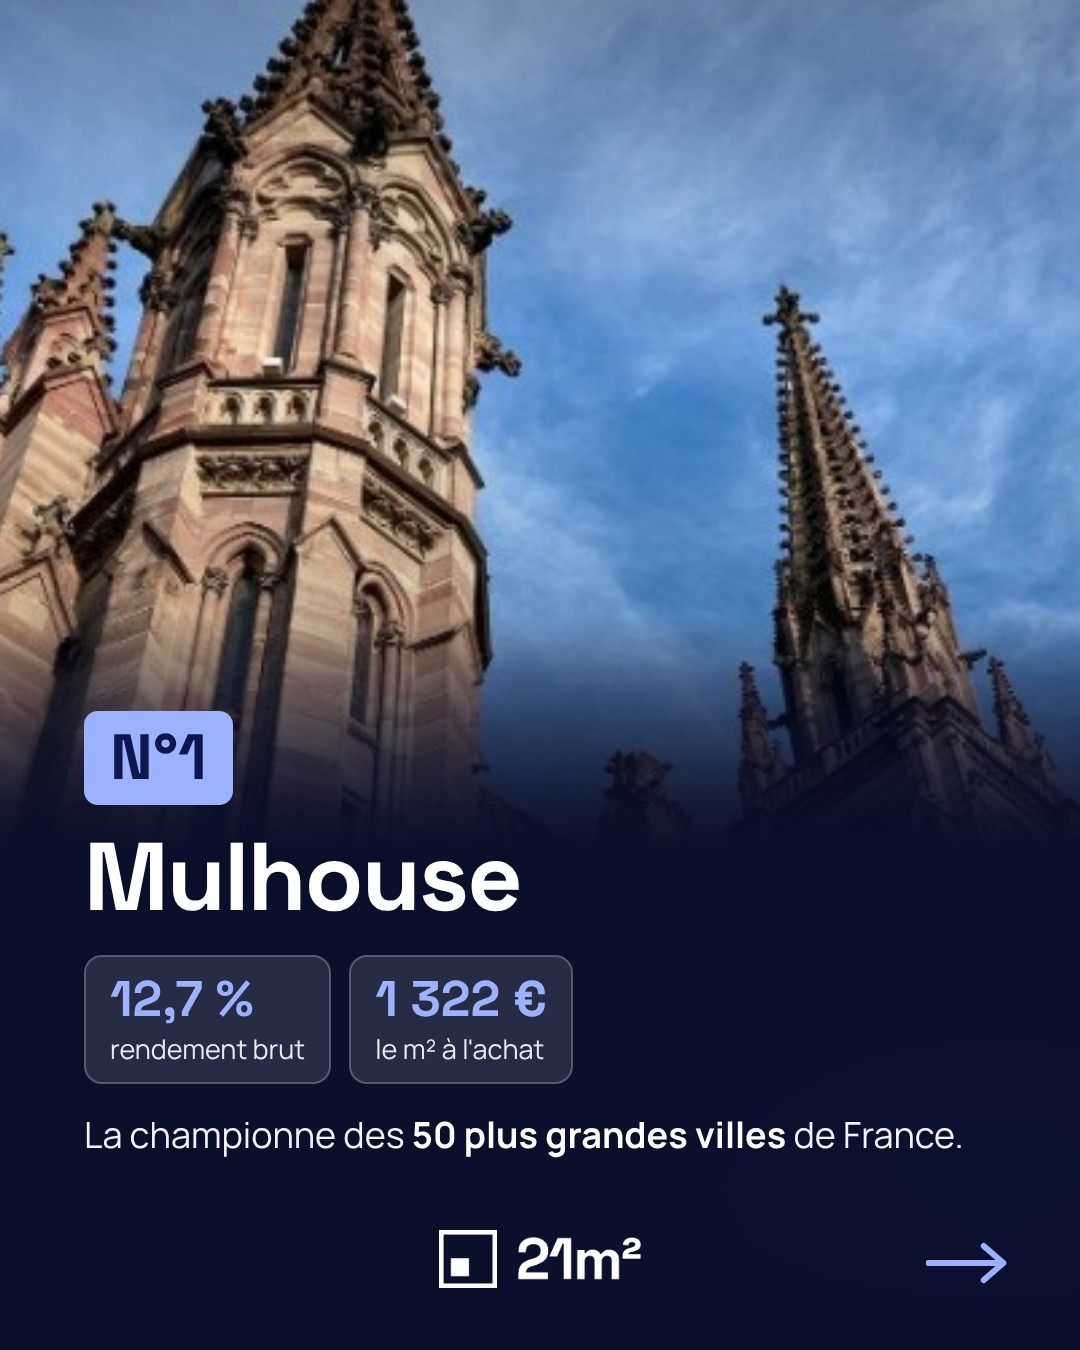 N°1
Mulhouse
12,7 %
rendement brut
1 322 €
le m² à l'achat
La championne des 50 plus grandes villes de France.
21m²